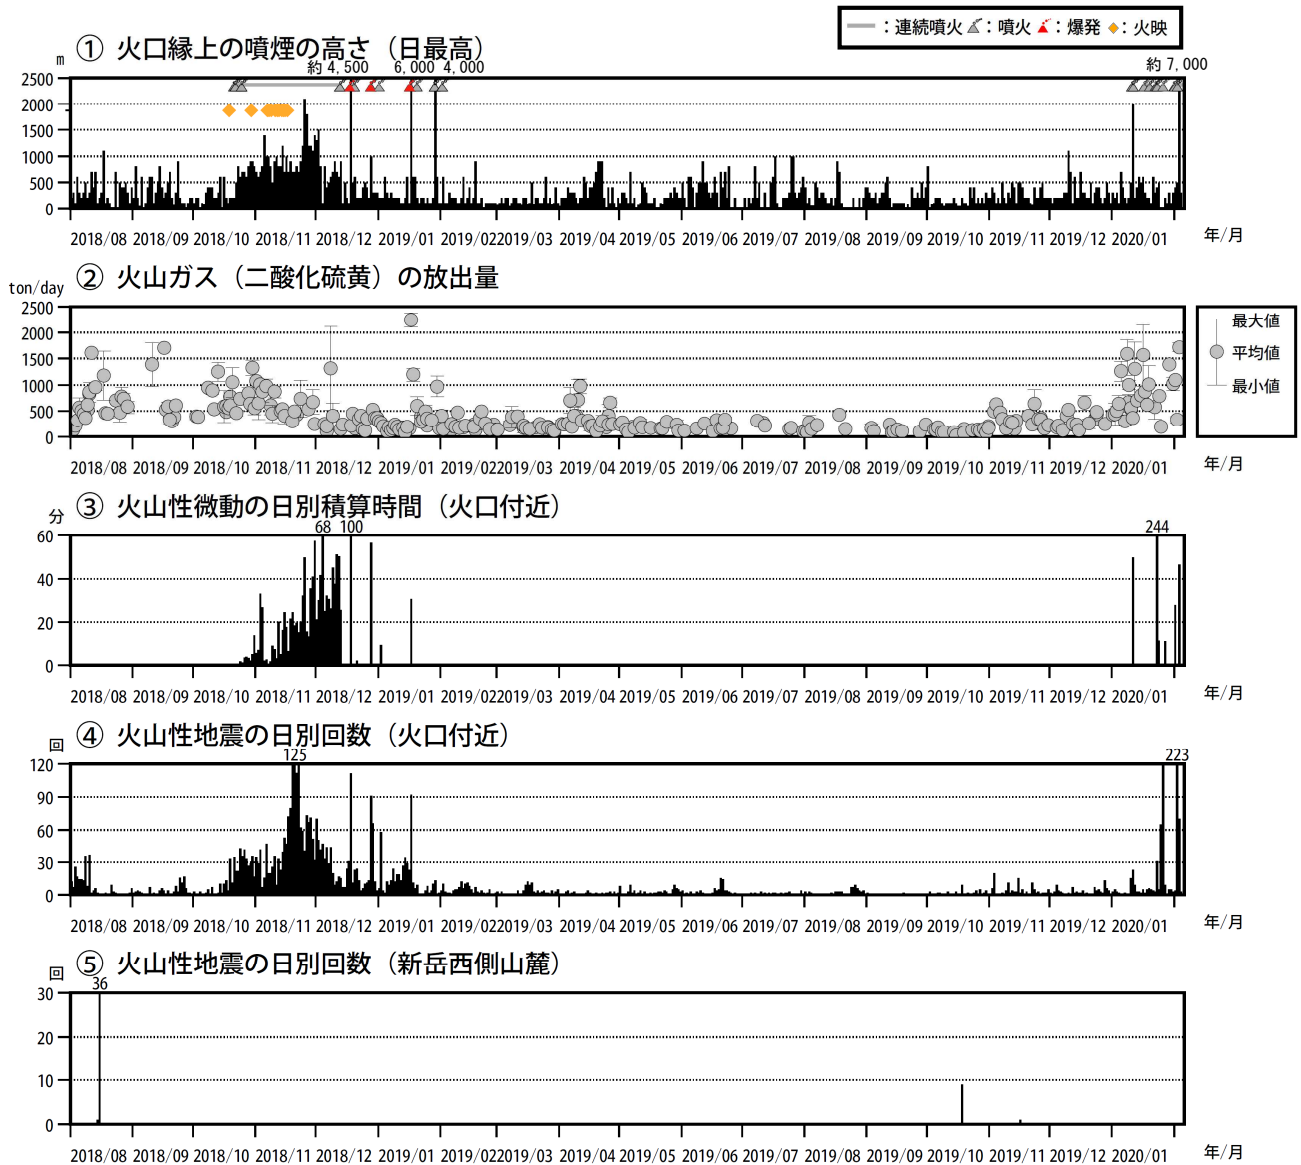 ：連続噴火 ：噴火 ：爆発 ：火映
① 火口縁上の噴煙の高さ（日最高）
m
約 4,500 6,000 4,000 約 7,000
2500
2000
1500
1000
500
0
2018/08 2018/09 2018/10 2018/11 2018/12 2019/01 2019/02 2019/03 2019/04 2019/05 2019/06 2019/07 2019/08 2019/09 2019/10 2019/11 2019/12 2020/01 年/月
② 火山ガス（二酸化硫黄）の放出量
ton/day
2500
2000
1500
1000
500
0
最大値
平均値
最小値
2018/08 2018/09 2018/10 2018/11 2018/12 2019/01 2019/02 2019/03 2019/04 2019/05 2019/06 2019/07 2019/08 2019/09 2019/10 2019/11 2019/12 2020/01 年/月
③ 火山性微動の日別積算時間（火口付近）
分
68 100 244
60
40
20
0
2018/08 2018/09 2018/10 2018/11 2018/12 2019/01 2019/02 2019/03 2019/04 2019/05 2019/06 2019/07 2019/08 2019/09 2019/10 2019/11 2019/12 2020/01 年/月
④ 火山性地震の日別回数（火口付近）
回
125 223
120
90
60
30
0
2018/08 2018/09 2018/10 2018/11 2018/12 2019/01 2019/02 2019/03 2019/04 2019/05 2019/06 2019/07 2019/08 2019/09 2019/10 2019/11 2019/12 2020/01 年/月
⑤ 火山性地震の日別回数（新岳西側山麓）
回
36
30
20
10
0
2018/08 2018/09 2018/10 2018/11 2018/12 2019/01 2019/02 2019/03 2019/04 2019/05 2019/06 2019/07 2019/08 2019/09 2019/10 2019/11 2019/12 2020/01 年/月